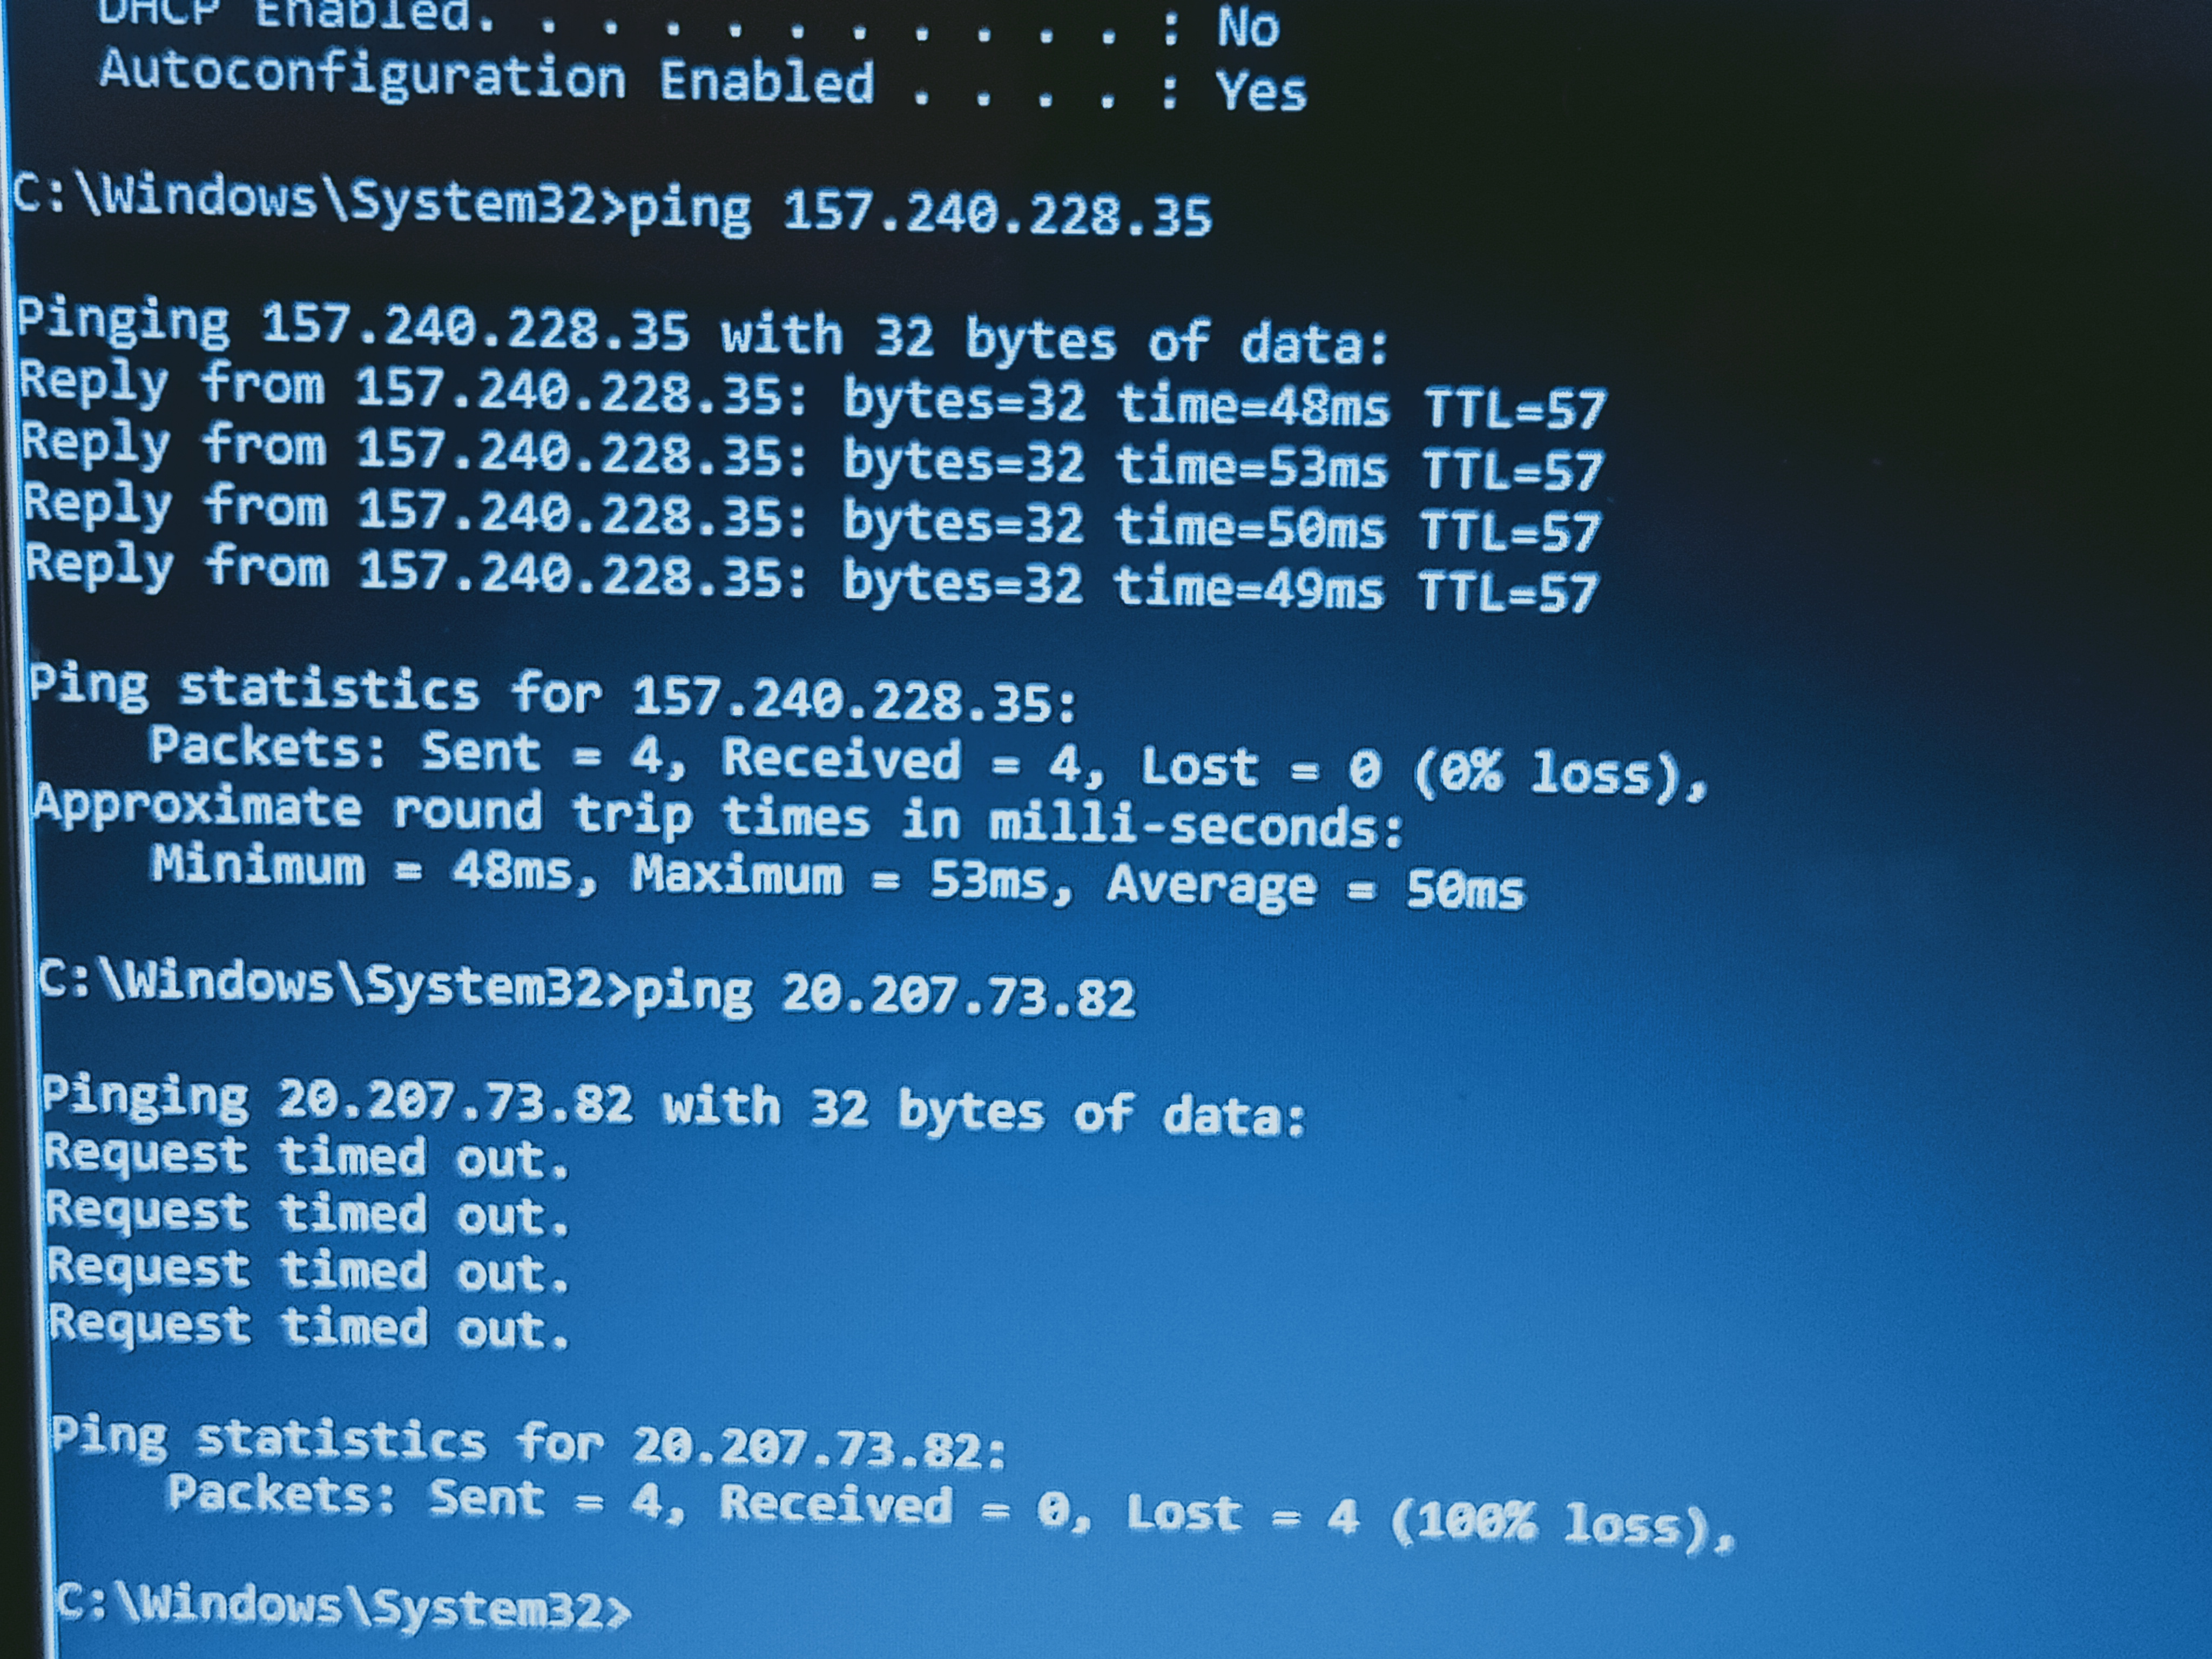 DHCP Enabled. . . . . . . . . . . : No
Autoconfiguration Enabled . . . . : Yes
C:\Windows\System32>ping 157.240.228.35
Pinging 157.240.228.35 with 32 bytes of data:
Reply from 157.240.228.35: bytes=32 time=48ms TTL=57
Reply from 157.240.228.35: bytes=32 time=53ms TTL=57
Reply from 157.240.228.35: bytes=32 time=50ms TTL=57
Reply from 157.240.228.35: bytes=32 time=49ms TTL=57
Ping statistics for 157.240.228.35:
Packets: Sent = 4, Received = 4, Lost = 0 (0% loss),
Approximate round trip times in milli-seconds:
Minimum = 48ms, Maximum = 53ms, Average = 50ms
C:\Windows\System32>ping 20.207.73.82
Pinging 20.207.73.82 with 32 bytes of data:
Request timed out.
Request timed out.
Request timed out.
Request timed out.
Ping statistics for 20.207.73.82:
Packets: Sent = 4, Received = 0, Lost = 4 (100% loss),
C:\Windows\System32>